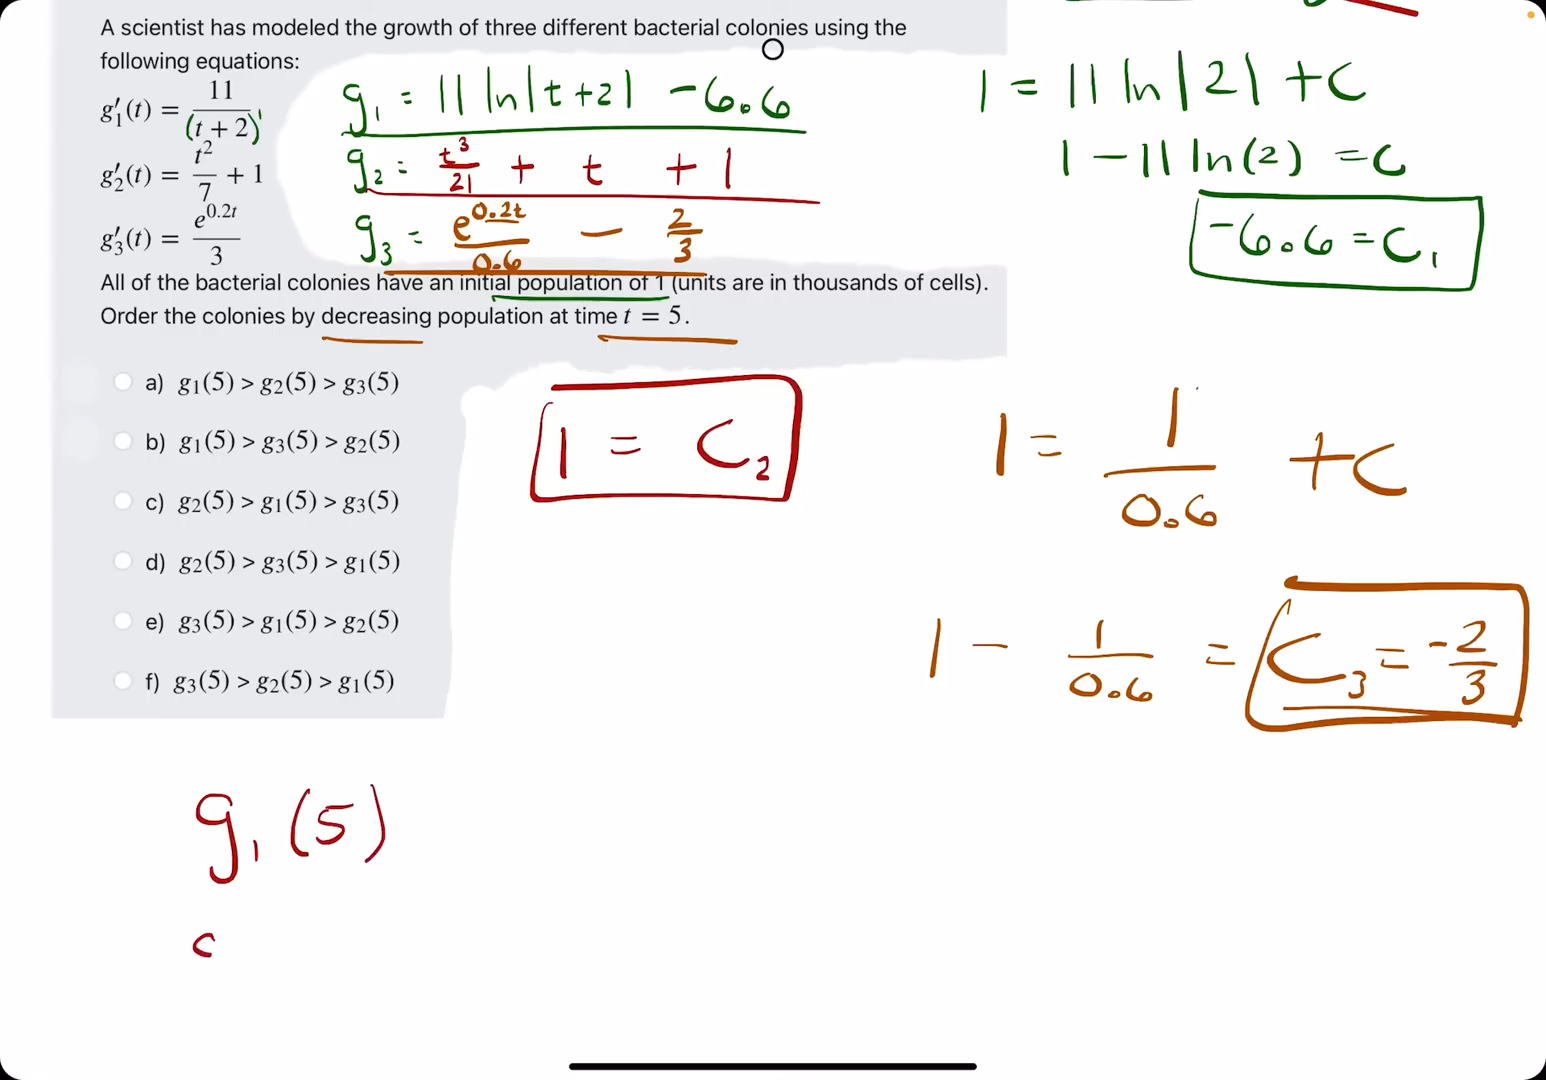 A scientist has modeled the growth of three different bacterial colonies using the
following equations:
g₁′(t) = 11/(t + 2)
g₂′(t) = t²/7 + 1
g₃′(t) = e^0.2t/3
g₁ = 11 ln|t+2| - 6.6
g₂ = t³/21 + t + 1
g₃ = e^0.2t/0.6 - 2/3
All of the bacterial colonies have an initial population of 1 (units are in thousands of cells).
Order the colonies by decreasing population at time t = 5.
a) g₁(5) > g₂(5) > g₃(5)
b) g₁(5) > g₃(5) > g₂(5)
c) g₂(5) > g₁(5) > g₃(5)
d) g₂(5) > g₃(5) > g₁(5)
e) g₃(5) > g₁(5) > g₂(5)
f) g₃(5) > g₂(5) > g₁(5)
1 = 11 ln|2| + C
1 - 11 ln(2) = C
-6.6 = C₁
1 = C₂
1 = 1/0.6 + C
1 - 1/0.6 = C₃ = -2/3
g₁(5)